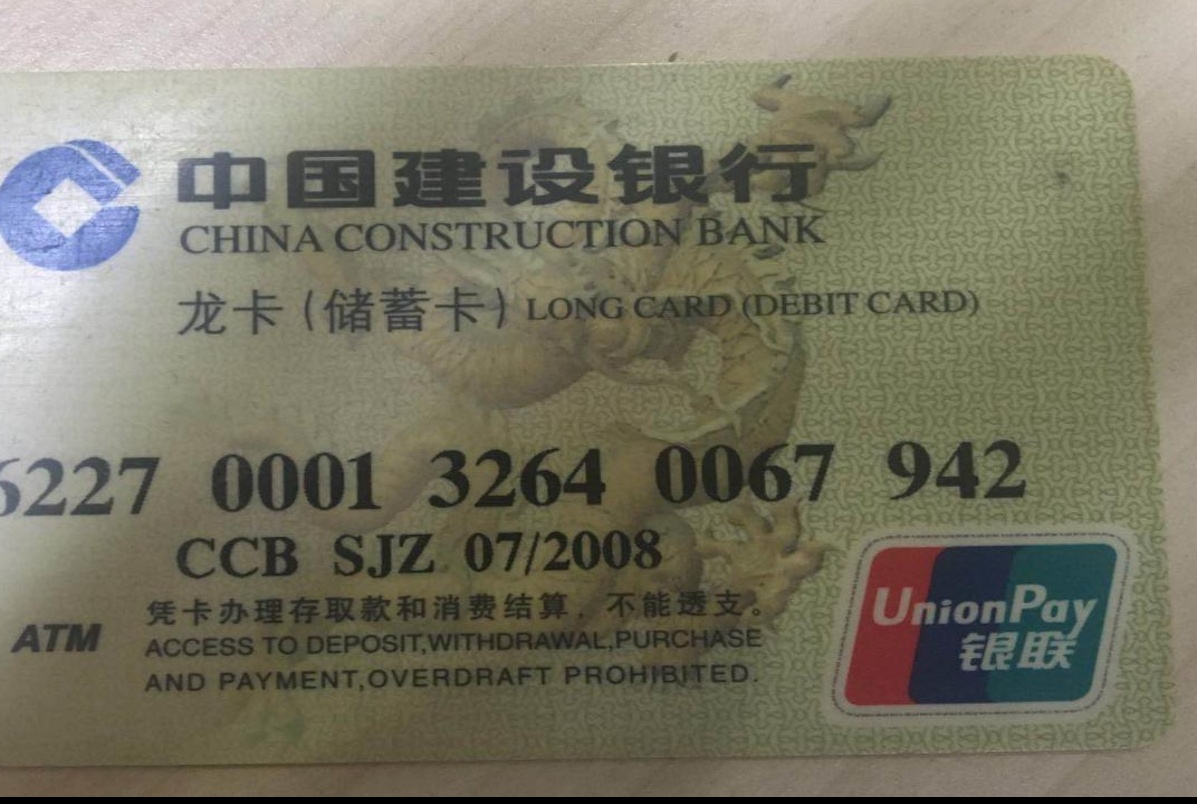 中国建设银行
CHINA CONSTRUCTION BANK
龙卡(储蓄卡) LONG CARD (DEBIT CARD)
6227 0001 3264 0067 942
CCB SJZ 07/2008
凭卡办理存取款和消费结算，不能透支。
ATM
ACCESS TO DEPOSIT,WITHDRAWAL,PURCHASE
AND PAYMENT,OVERDRAFT PROHIBITED.
UnionPay
银联